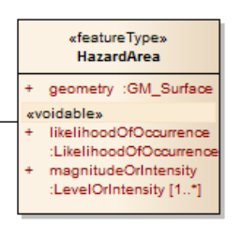 «featureType»
HazardArea
+ geometry :GM_Surface
«voidable»
+ likelihoodOfOccurrence
:LikelihoodOfOccurrence
+ magnitudeOrIntensity
:LevelOrIntensity [1..*]